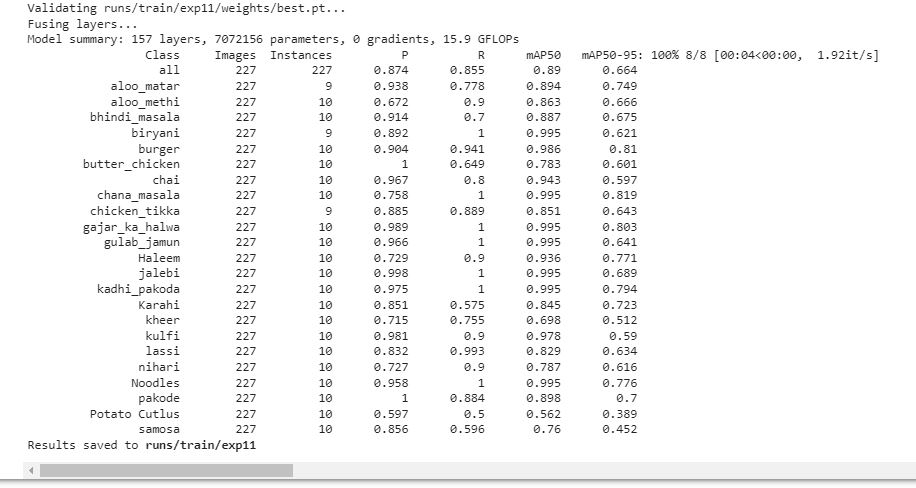 Validating runs/train/exp11/weights/best.pt...
Fusing layers...
Model summary: 157 layers, 7072156 parameters, 0 gradients, 15.9 GFLOPs
Class Images Instances P R mAP50 mAP50-95: 100% 8/8 [00:04<00:00, 1.92it/s]
all 227 227 0.874 0.855 0.89 0.664
aloo_matar 227 9 0.938 0.778 0.894 0.749
aloo_methi 227 10 0.672 0.9 0.863 0.666
bhindi_masala 227 10 0.914 0.7 0.887 0.675
biryani 227 9 0.892 1 0.995 0.621
burger 227 10 0.904 0.941 0.986 0.81
butter_chicken 227 10 1 0.649 0.783 0.601
chai 227 10 0.967 0.8 0.943 0.597
chana_masala 227 10 0.758 1 0.995 0.819
chicken_tikka 227 9 0.885 0.889 0.851 0.643
gajar_ka_halwa 227 10 0.989 1 0.995 0.803
gulab_jamun 227 10 0.966 1 0.995 0.641
Haleem 227 10 0.729 0.9 0.936 0.771
jalebi 227 10 0.998 1 0.995 0.689
kadhi_pakoda 227 10 0.975 1 0.995 0.794
Karahi 227 10 0.851 0.575 0.845 0.723
kheer 227 10 0.715 0.755 0.698 0.512
kulfi 227 10 0.981 0.9 0.978 0.59
lassi 227 10 0.832 0.993 0.829 0.634
nihari 227 10 0.727 0.9 0.787 0.616
Noodles 227 10 0.958 1 0.995 0.776
pakode 227 10 1 0.884 0.898 0.7
Potato Cutlus 227 10 0.597 0.5 0.562 0.389
samosa 227 10 0.856 0.596 0.76 0.452
Results saved to runs/train/exp11